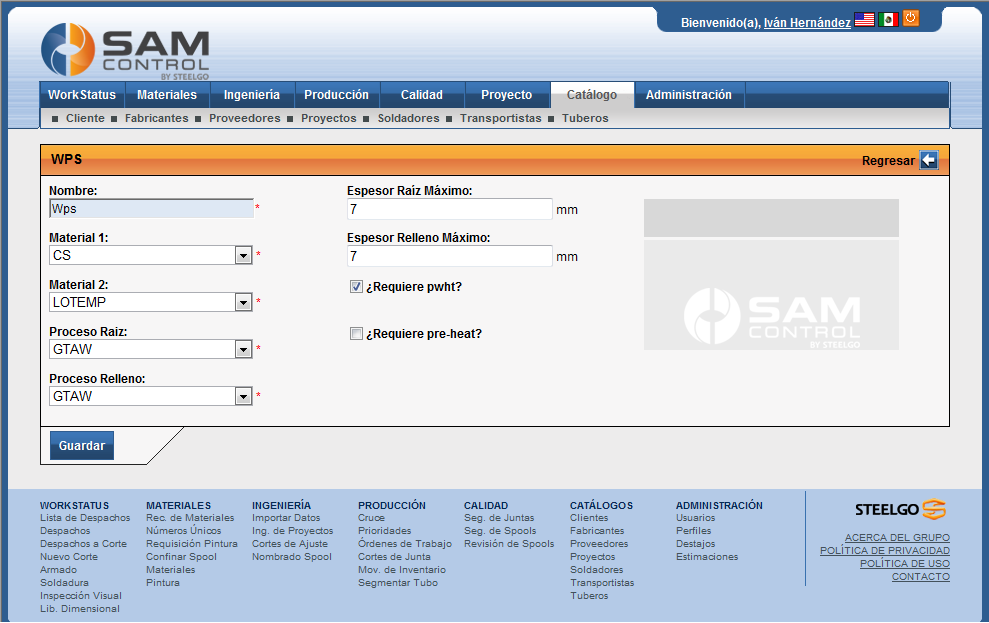 Bienvenido(a), Iván Hernández
SAM
CONTROL
BY STEELGO
WorkStatus Materiales Ingeniería Producción Calidad Proyecto Catálogo Administración
Cliente Fabricantes Proveedores Proyectos Soldadores Transportistas Tuberos
WPS Regresar
Nombre: Espesor Raíz Máximo:
Wps * 7 mm
Material 1: Espesor Relleno Máximo:
CS * 7 mm
Material 2: ¿Requiere pwht?
LOTEMP *
Proceso Raiz: ¿Requiere pre-heat?
GTAW *
Proceso Relleno:
GTAW *
SAM
CONTROL
BY STEELGO
Guardar
WORKSTATUS
Lista de Despachos
Despachos
Despachos a Corte
Nuevo Corte
Armado
Soldadura
Inspección Visual
Lib. Dimensional
MATERIALES
Rec. de Materiales
Números Únicos
Requisición Pintura
Confinar Spool
Materiales
Pintura
INGENIERÍA
Importar Datos
Ing. de Proyectos
Cortes de Ajuste
Nombrado Spool
PRODUCCIÓN
Cruce
Prioridades
Órdenes de Trabajo
Cortes de Junta
Mov. de Inventario
Segmentar Tubo
CALIDAD
Seg. de Juntas
Seg. de Spools
Revisión de Spools
CATÁLOGOS
Clientes
Fabricantes
Proveedores
Proyectos
Soldadores
Transportistas
Tuberos
ADMINISTRACIÓN
Usuarios
Perfiles
Destajos
Estimaciones
STEELGO
ACERCA DEL GRUPO
POLÍTICA DE PRIVACIDAD
POLÍTICA DE USO
CONTACTO